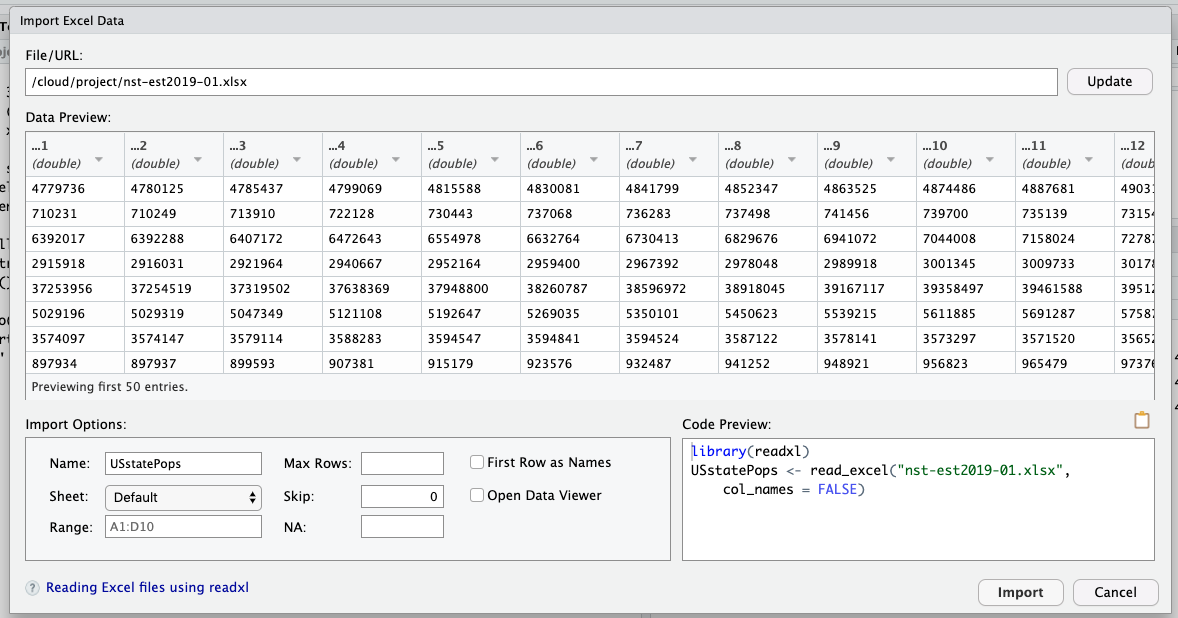 Import Excel Data
File/URL:
/cloud/project/nst-est2019-01.xlsx
Update
Data Preview:
...1 ...2 ...3 ...4 ...5 ...6 ...7 ...8 ...9 ...10 ...11 ...12
(double) (double) (double) (double) (double) (double) (double) (double) (double) (double) (double) (doub
4779736 4780125 4785437 4799069 4815588 4830081 4841799 4852347 4863525 4874486 4887681 4903
710231 710249 713910 722128 730443 737068 736283 737498 741456 739700 735139 7315
6392017 6392288 6407172 6472643 6554978 6632764 6730413 6829676 6941072 7044008 7158024 7278
2915918 2916031 2921964 2940667 2952164 2959400 2967392 2978048 2989918 3001345 3009733 3017
37253956 37254519 37319502 37638369 37948800 38260787 38596972 38918045 39167117 39358497 39461588 3951
5029196 5029319 5047349 5121108 5192647 5269035 5350101 5450623 5539215 5611885 5691287 5758
3574097 3574147 3579114 3588283 3594547 3594841 3594524 3587122 3578141 3573297 3571520 3565
897934 897937 899593 907381 915179 923576 932487 941252 948921 956823 965479 9737
Previewing first 50 entries.
Import Options:
Name: USstatePops Max Rows: First Row as Names
Sheet: Default Skip: 0 Open Data Viewer
Range: A1:D10 NA:
Code Preview:
library(readxl)
USstatePops <- read_excel("nst-est2019-01.xlsx",
col_names = FALSE)
? Reading Excel files using readxl
Import Cancel